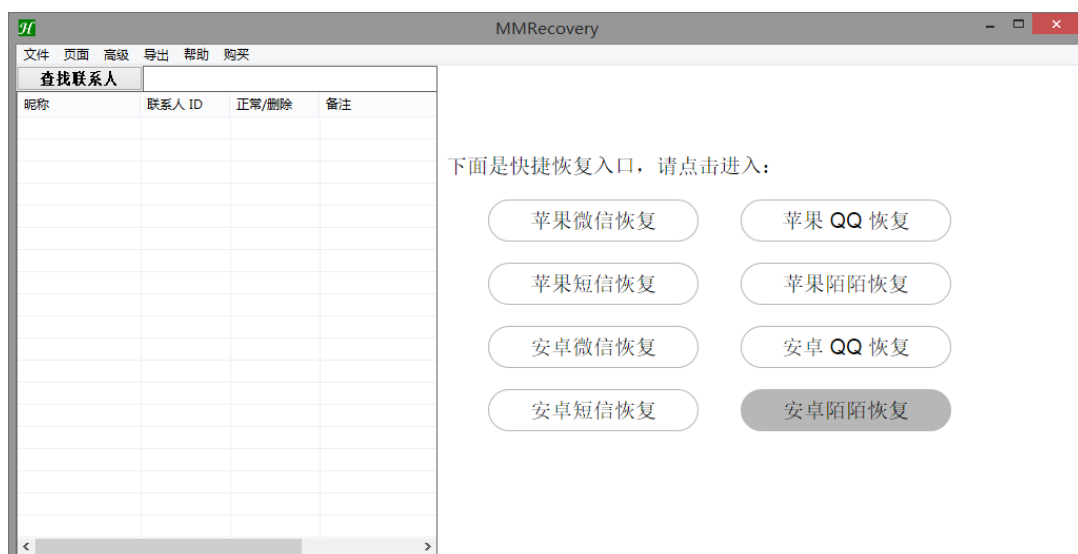 MMRecovery
文件 页面 高级 导出 帮助 购买
查找联系人
昵称 联系人 ID 正常/删除 备注
下面是快捷恢复入口，请点击进入：
苹果微信恢复 苹果 QQ 恢复
苹果短信恢复 苹果陌陌恢复
安卓微信恢复 安卓 QQ 恢复
安卓短信恢复 安卓陌陌恢复